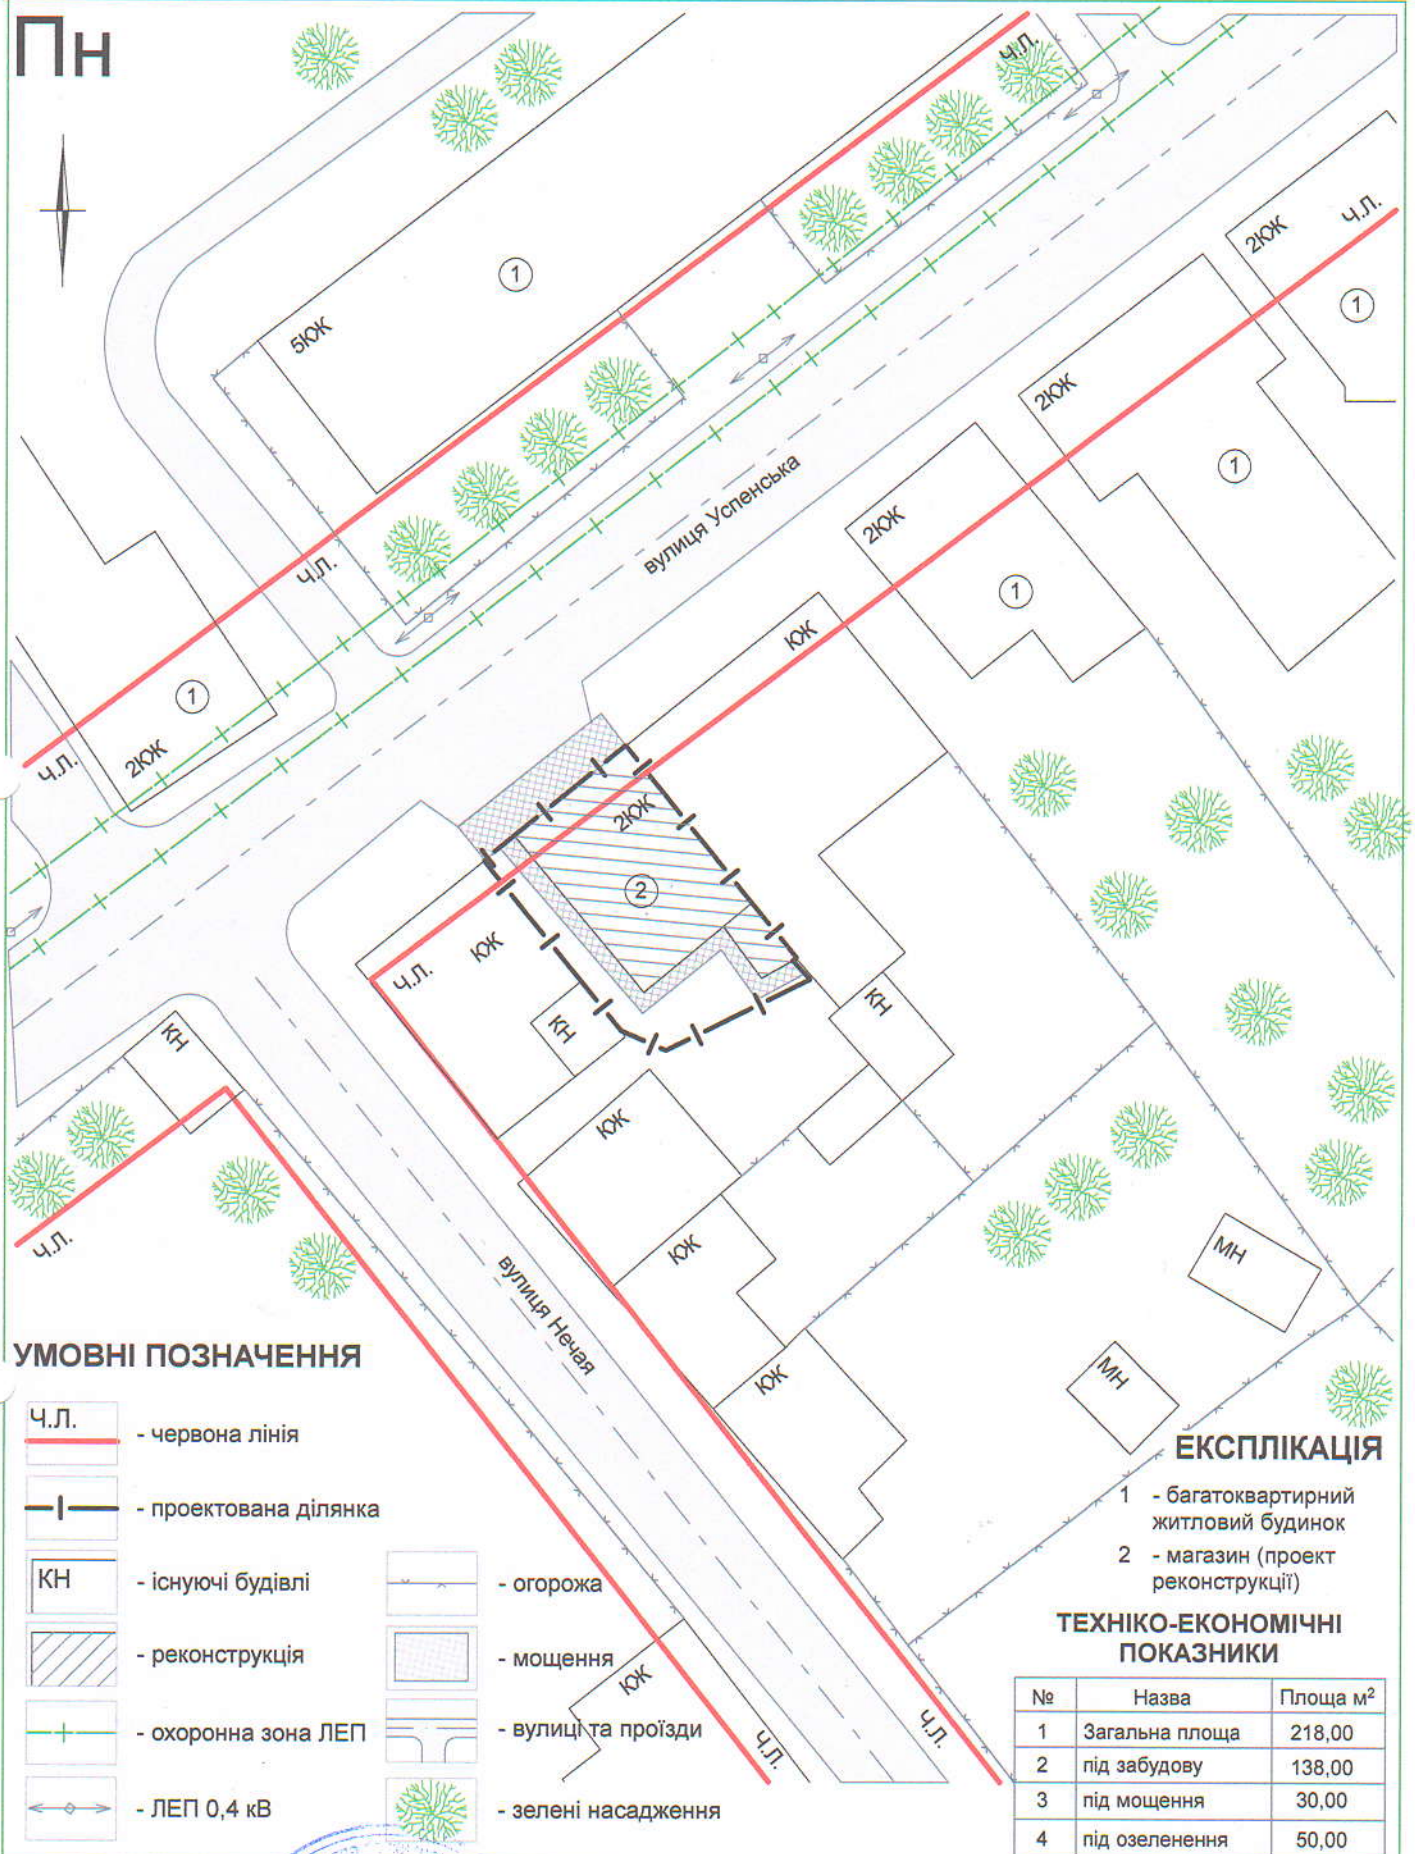 Пн
Ч.Л.
5КЖ
1
2КЖ
Ч.Л.
1
2КЖ
1
вулиця Успенська
2КЖ
1
Ч.Л.
КЖ
1
2КЖ
Ч.Л.
2КЖ
2
КЖ
Ч.Л.
КН
КН
КН
КЖ
Ч.Л.
КЖ
МН
вулиця Нечая
КЖ
МН
КЖ
Ч.Л.
Ч.Л.
УМОВНІ ПОЗНАЧЕННЯ
Ч.Л. - червона лінія
- проектована ділянка
КН - існуючі будівлі
- реконструкція
- охоронна зона ЛЕП
- ЛЕП 0,4 кВ
- огорожа
- мощення
- вулиці та проїзди
- зелені насадження
ЕКСПЛІКАЦІЯ
1 - багатоквартирний
житловий будинок
2 - магазин (проект
реконструкції)
ТЕХНІКО-ЕКОНОМІЧНІ
ПОКАЗНИКИ
№ Назва Площа м²
1 Загальна площа 218,00
2 під забудову 138,00
3 під мощення 30,00
4 під озеленення 50,00